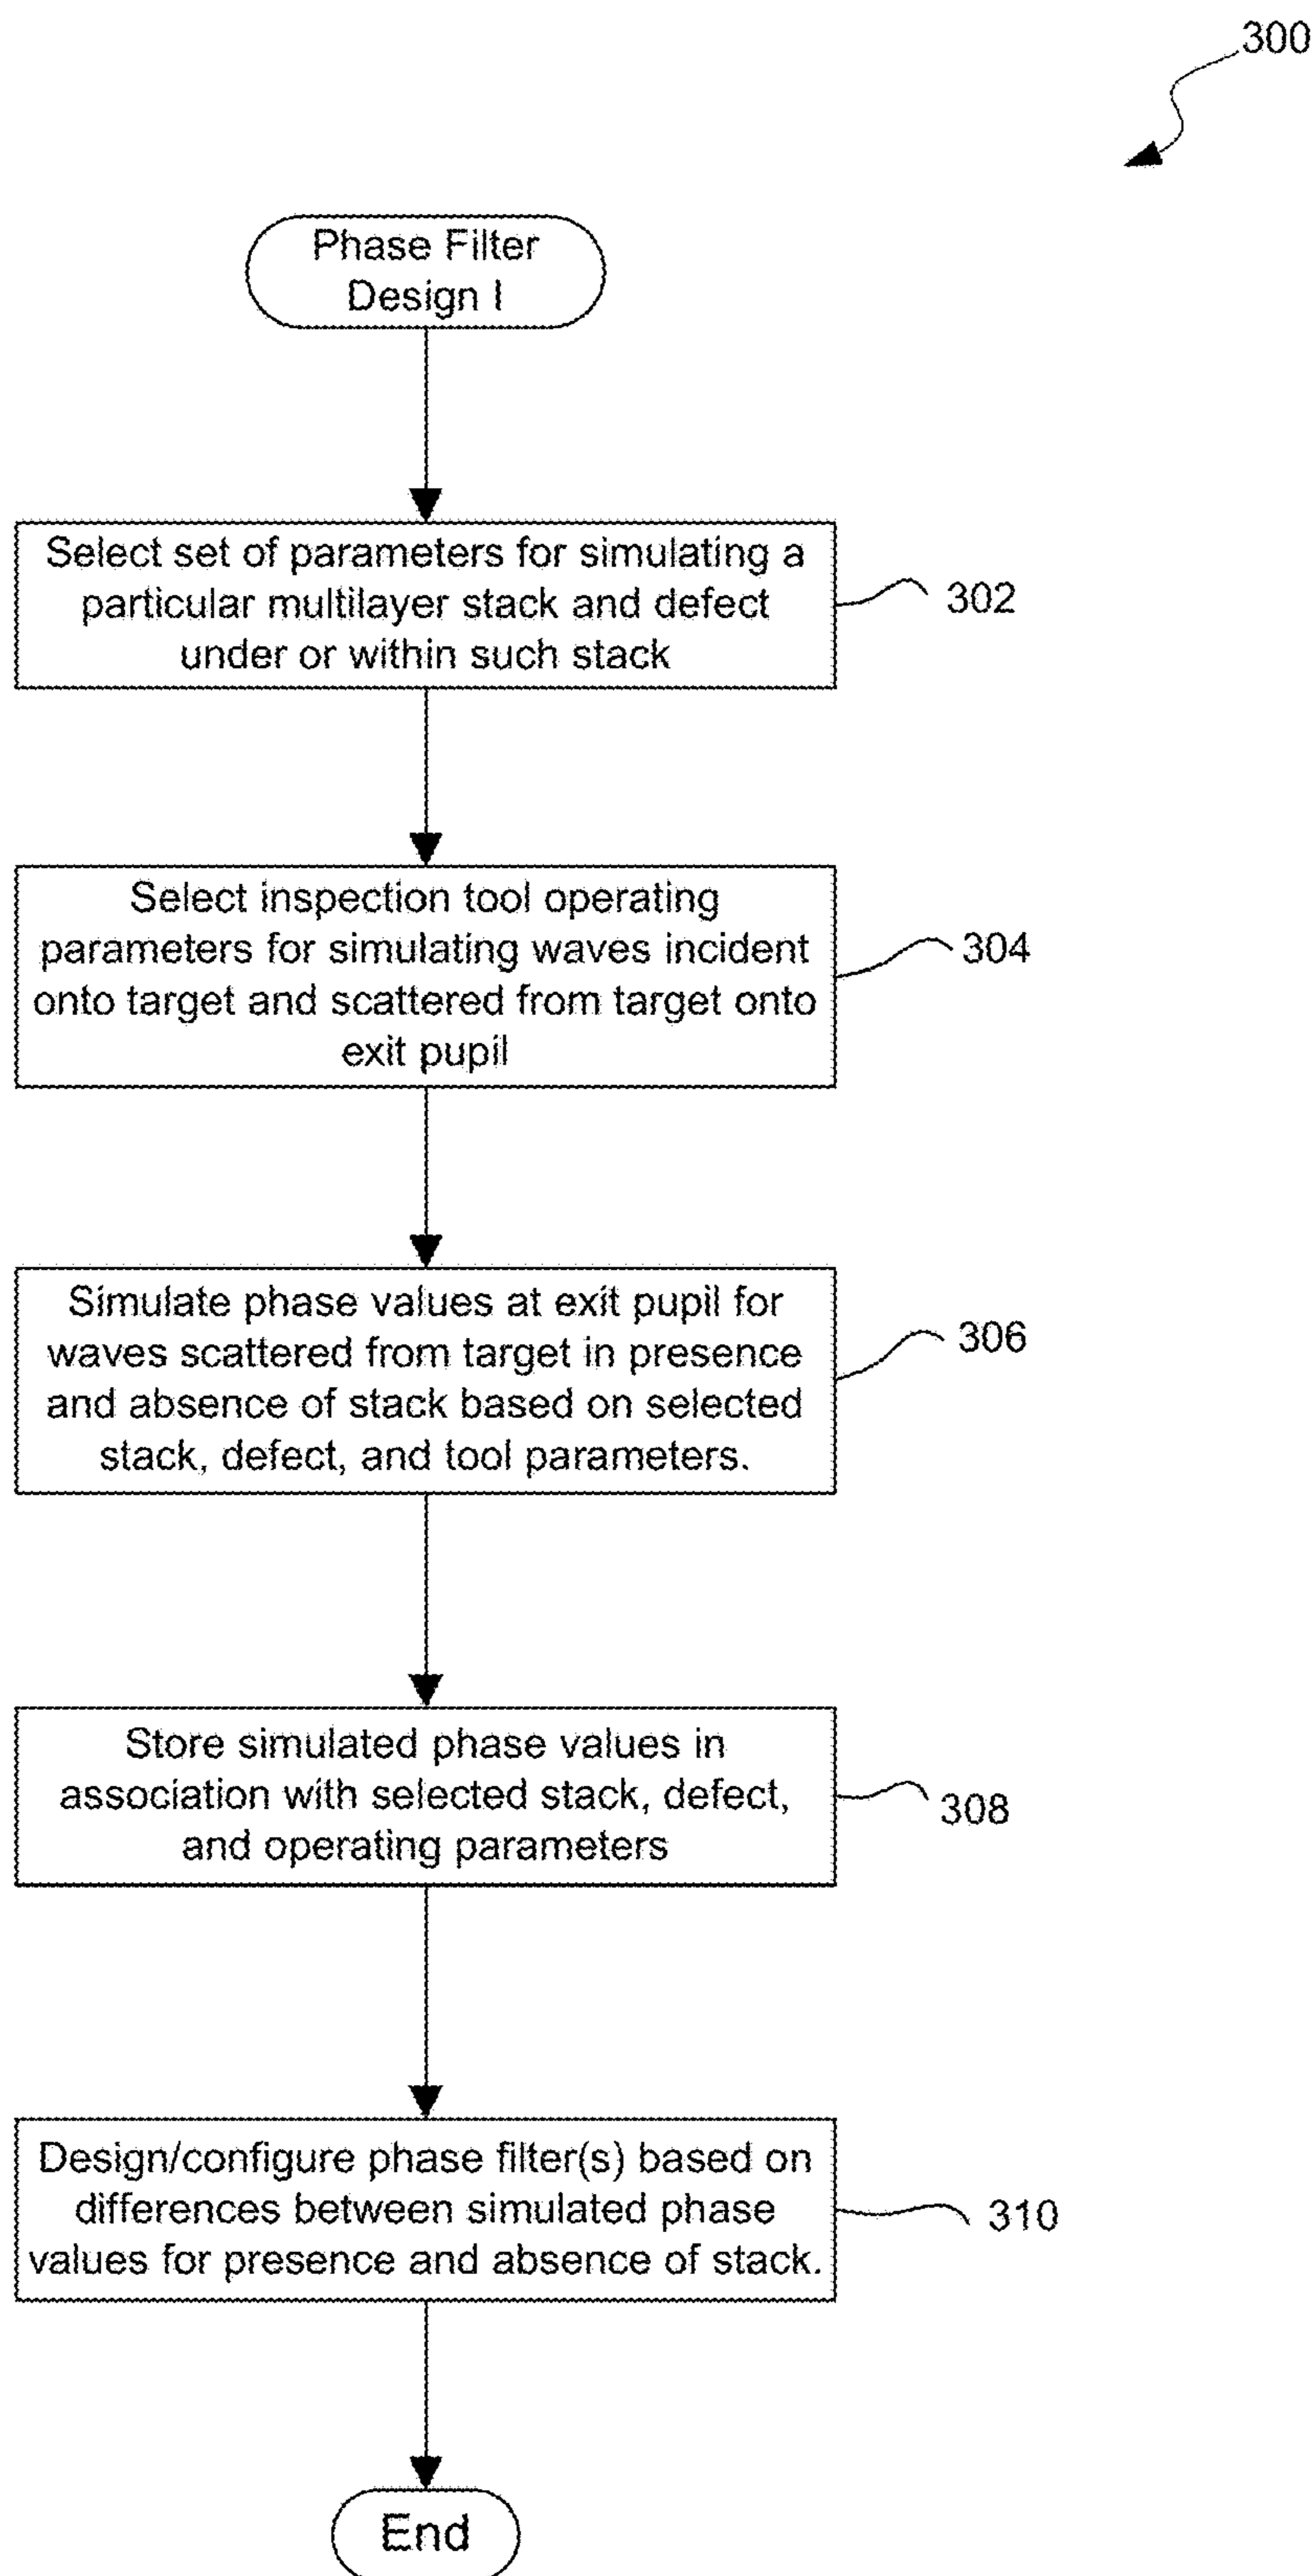 300
Phase Filter
Design I
Select set of parameters for simulating a
particular multilayer stack and defect
under or within such stack
302
Select inspection tool operating
parameters for simulating waves incident
onto target and scattered from target onto
exit pupil
304
Simulate phase values at exit pupil for
waves scattered from target in presence
and absence of stack based on selected
stack, defect, and tool parameters.
306
Store simulated phase values in
association with selected stack, defect,
and operating parameters
308
Design/configure phase filter(s) based on
differences between simulated phase
values for presence and absence of stack.
310
End